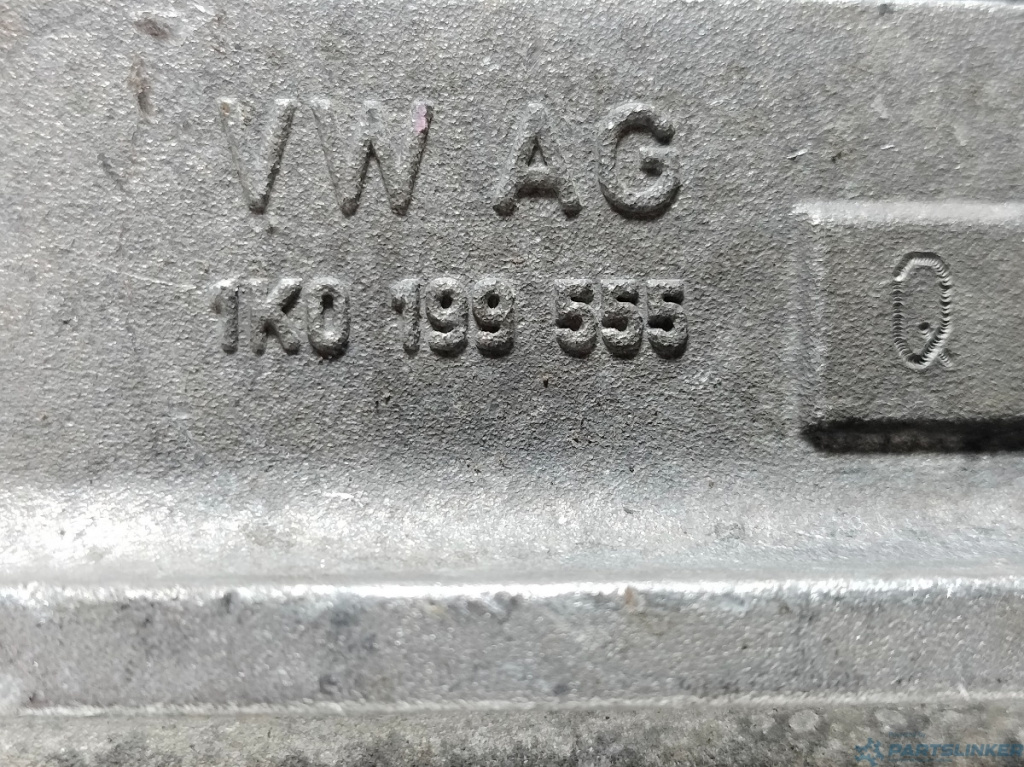 VW AG
1K0 199 555
Q
PARTSLINKER